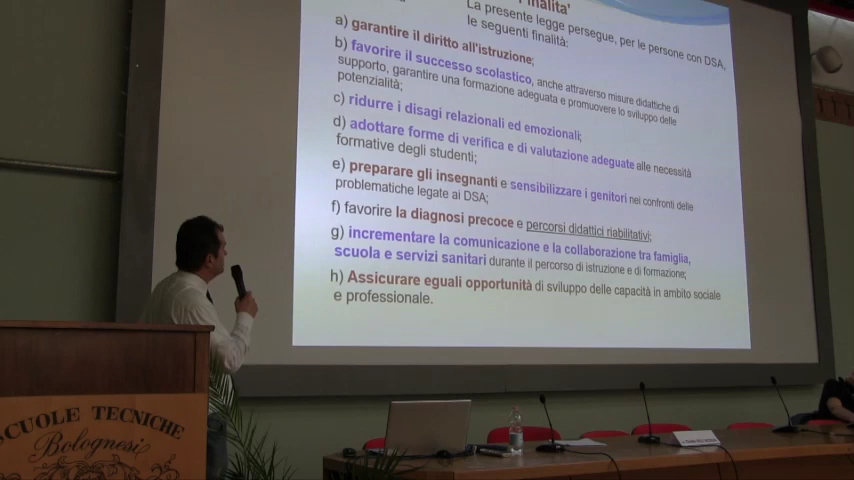 Finalita'
La presente legge persegue, per le persone con DSA,
le seguenti finalità:
a) garantire il diritto all'istruzione;
b) favorire il successo scolastico, anche attraverso misure didattiche di
supporto, garantire una formazione adeguata e promuovere lo sviluppo delle
potenzialità;
c) ridurre i disagi relazionali ed emozionali;
d) adottare forme di verifica e di valutazione adeguate alle necessità
formative degli studenti;
e) preparare gli insegnanti e sensibilizzare i genitori nei confronti delle
problematiche legate ai DSA;
f) favorire la diagnosi precoce e percorsi didattici riabilitativi;
g) incrementare la comunicazione e la collaborazione tra famiglia,
scuola e servizi sanitari durante il percorso di istruzione e di formazione;
h) Assicurare eguali opportunità di sviluppo delle capacità in ambito sociale
e professionale.
SCUOLE TECNICHE
Bolognesi